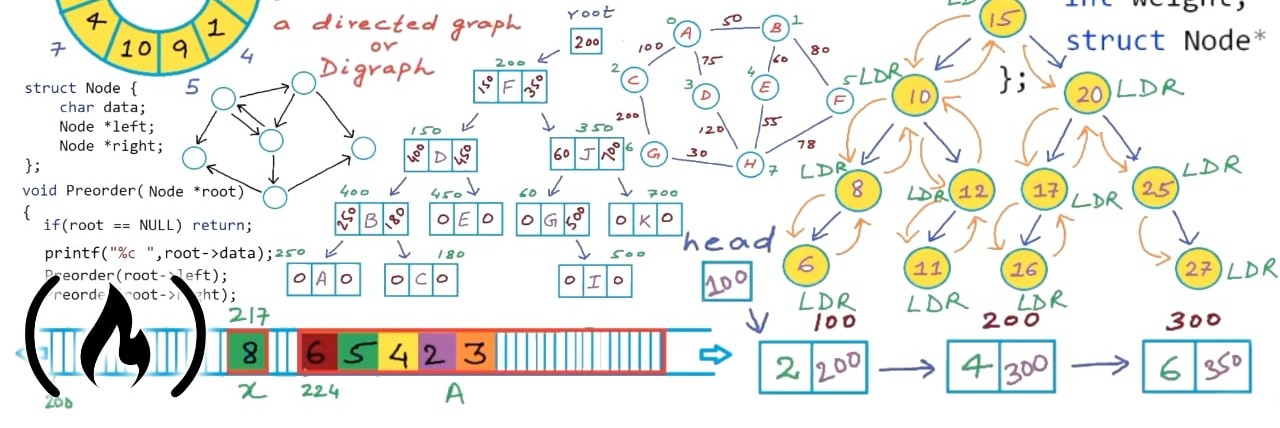 4
10
9
1
7
4
5
a directed graph
or
Digraph
struct Node {
char data;
Node *left;
Node *right;
};
void Preorder( Node *root)
{
if(root == NULL) return;
printf("%c ",root->data);
Preorder(root->left);
root->right);
root
200
200
150 F 350
150
400 D 450
350
60 J 700
400
250 B 180
450
0 E 0
60
0 G 500
700
0 K 0
250
0 A 0
180
0 C 0
500
0 I 0
0 A
50
B 1
100
75
60
80
2 C
3 D
4 E
5 F
200
120
55
78
6 G
30
H 7
int weight;
struct Node*
};
LD
15
LDR
10
20
LDR
LDR
8
LDR
12
17
LDR
25
LDR
6
LDR
11
LDR
16
LDR
27
LDR
217
8
x
6 5 4 2 3
200
224
A
head
100
100
2 200
200
4 300
300
6 350